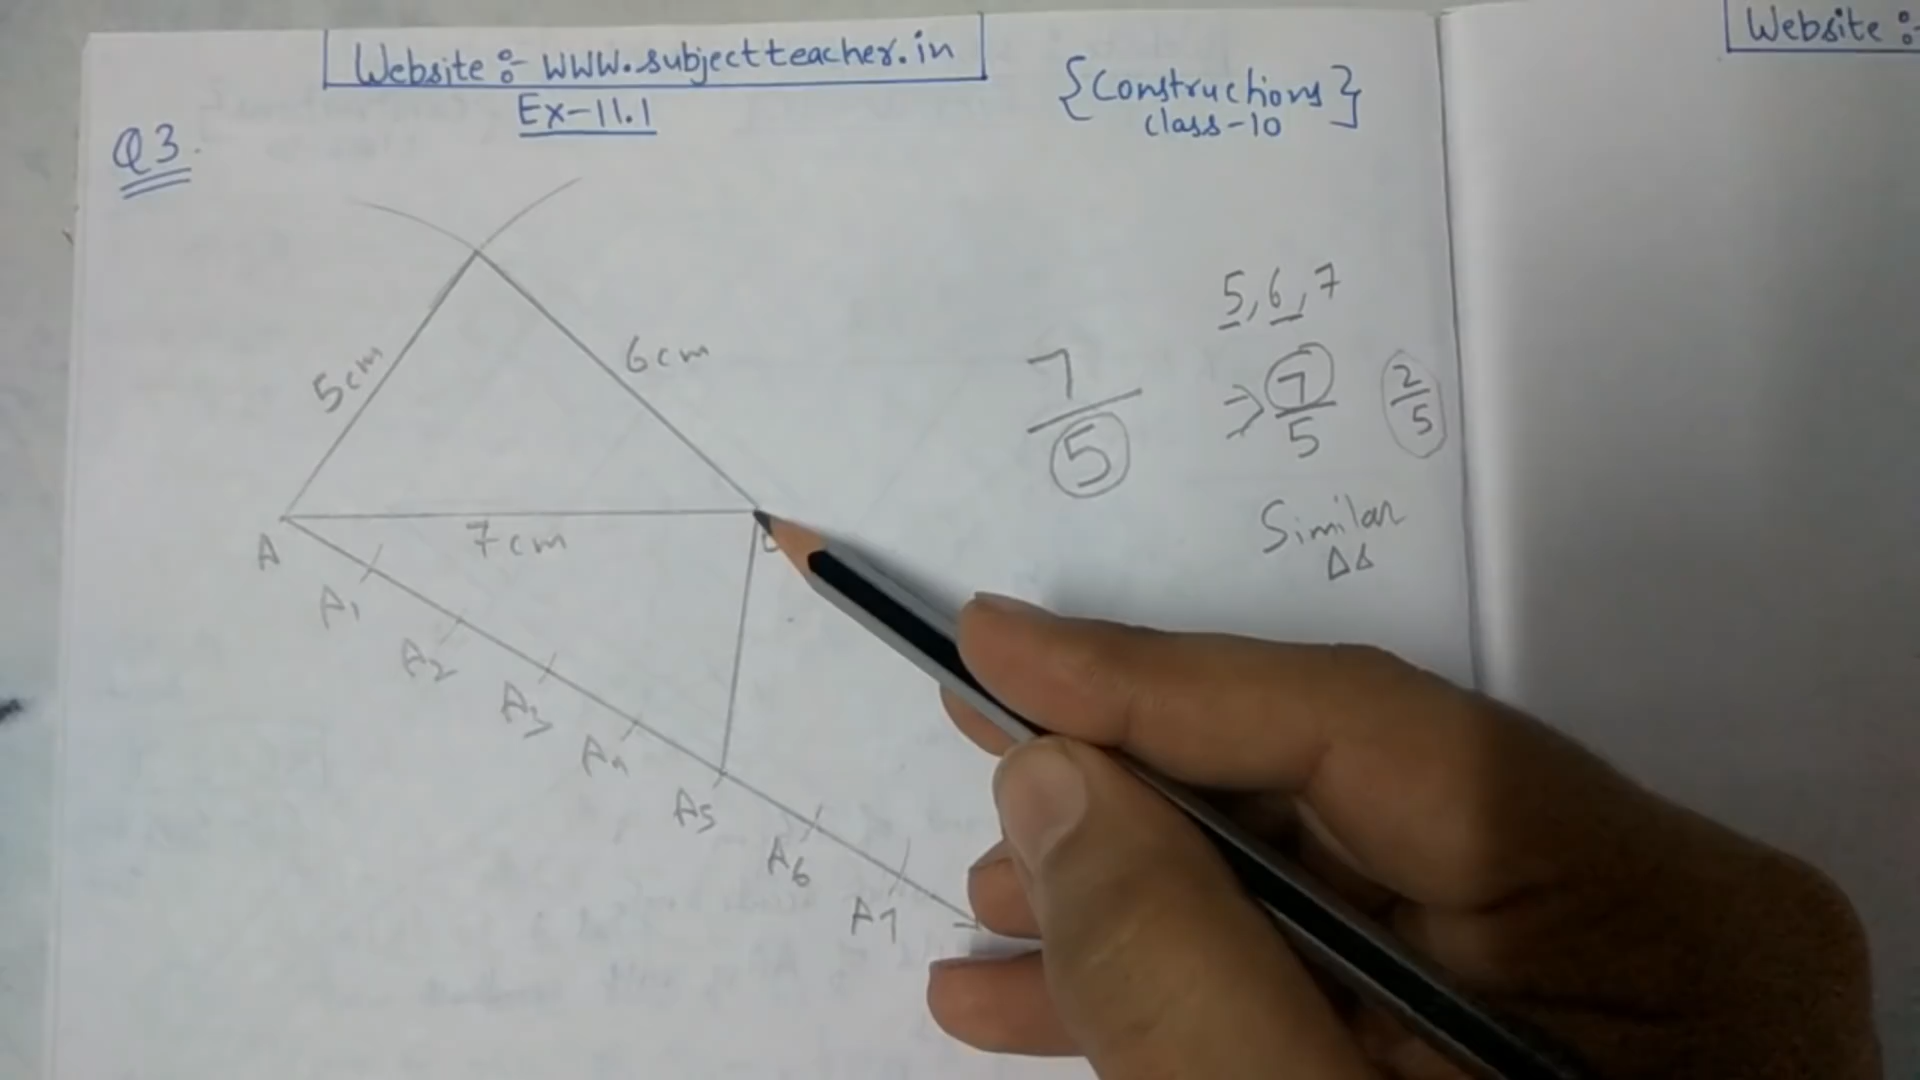 Website :- www.subjectteacher.in
Website :-
Ex-11.1
{Constructions}
Class-10
Q3.
5, 6, 7
5cm
6cm
7
5
⇒ 7/5
2/5
A
7cm
Similar
Δs
A1
A2
A3
A4
A5
A6
A7